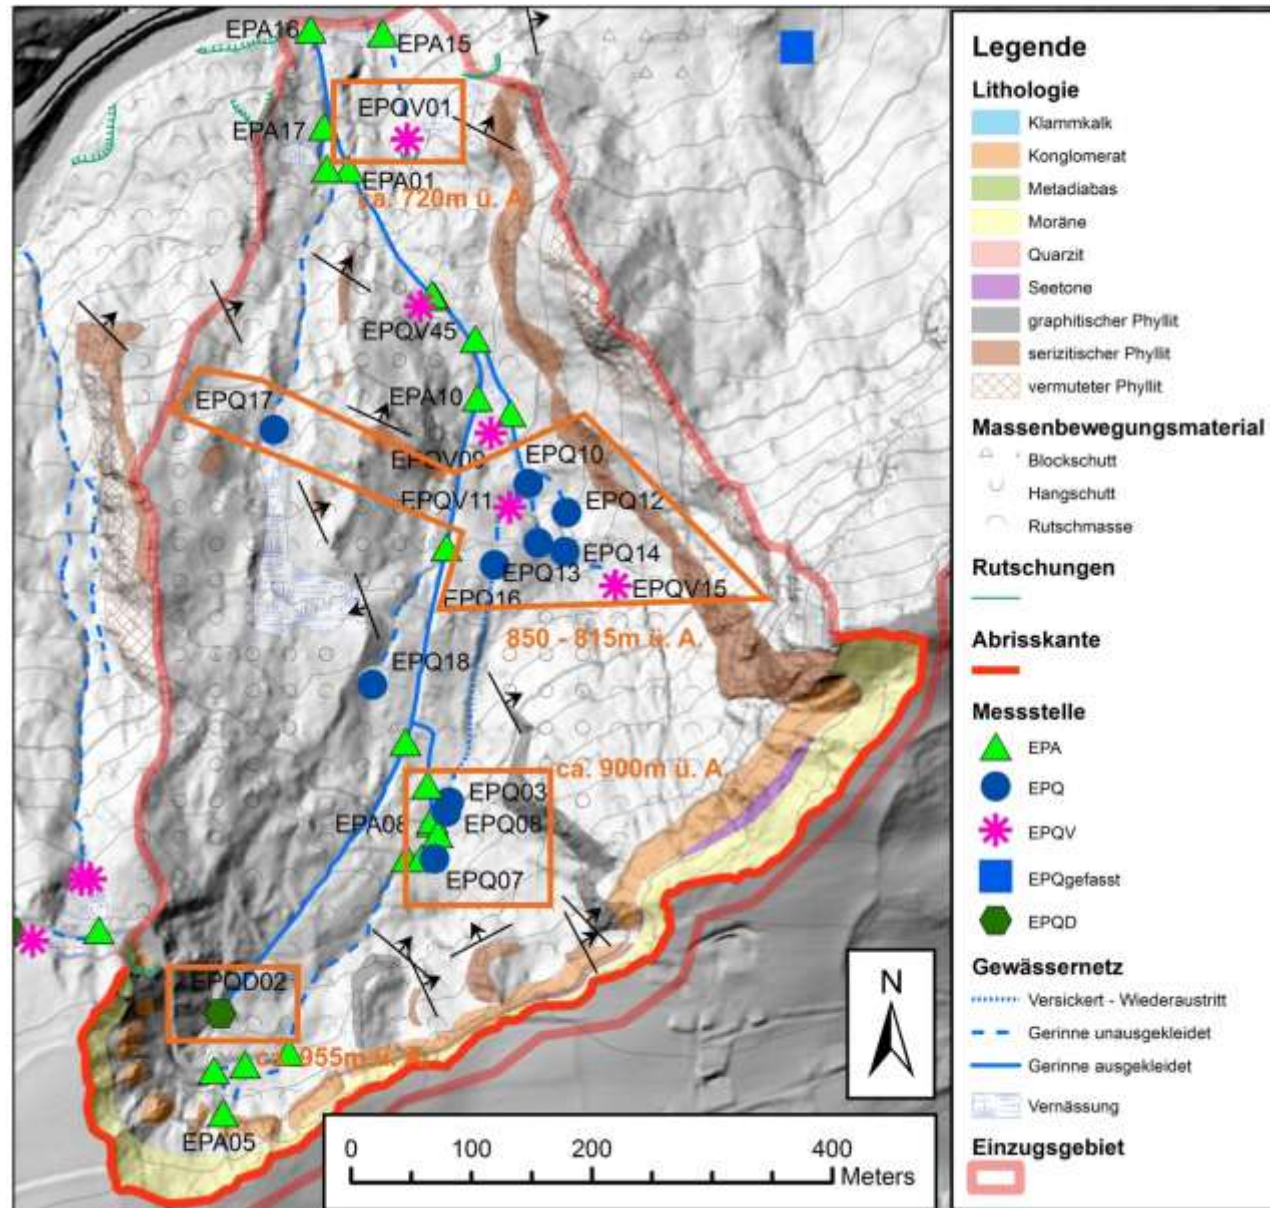 EPA16
EPA15
EPQV01
EPA17
EPA01
ca. 720m ü. A.
EPQV45
EPA10
EPQ17
EPQV09
EPQ10
EPQV11
EPQ12
EPQ14
EPQ13
EPQV15
EPQ16
850 - 815m ü. A.
EPQ18
ca. 900m ü. A.
EPQ03
EPA08
EPQ08
EPQ07
EPQD02
ca. 955m ü. A.
EPA05
N
0 100 200 400
Meters
Legende
Lithologie
Klammkalk
Konglomerat
Metadiabas
Moräne
Quarzit
Seetone
graphitischer Phyllit
serizitischer Phyllit
vermuteter Phyllit
Massenbewegungsmaterial
Blockschutt
Hangschutt
Rutschmasse
Rutschungen
Abrisskante
Messstelle
EPA
EPQ
EPQV
EPQgefasst
EPQD
Gewässernetz
Versickert - Wiederaustritt
Gerinne unausgekleidet
Gerinne ausgekleidet
Vernässung
Einzugsgebiet